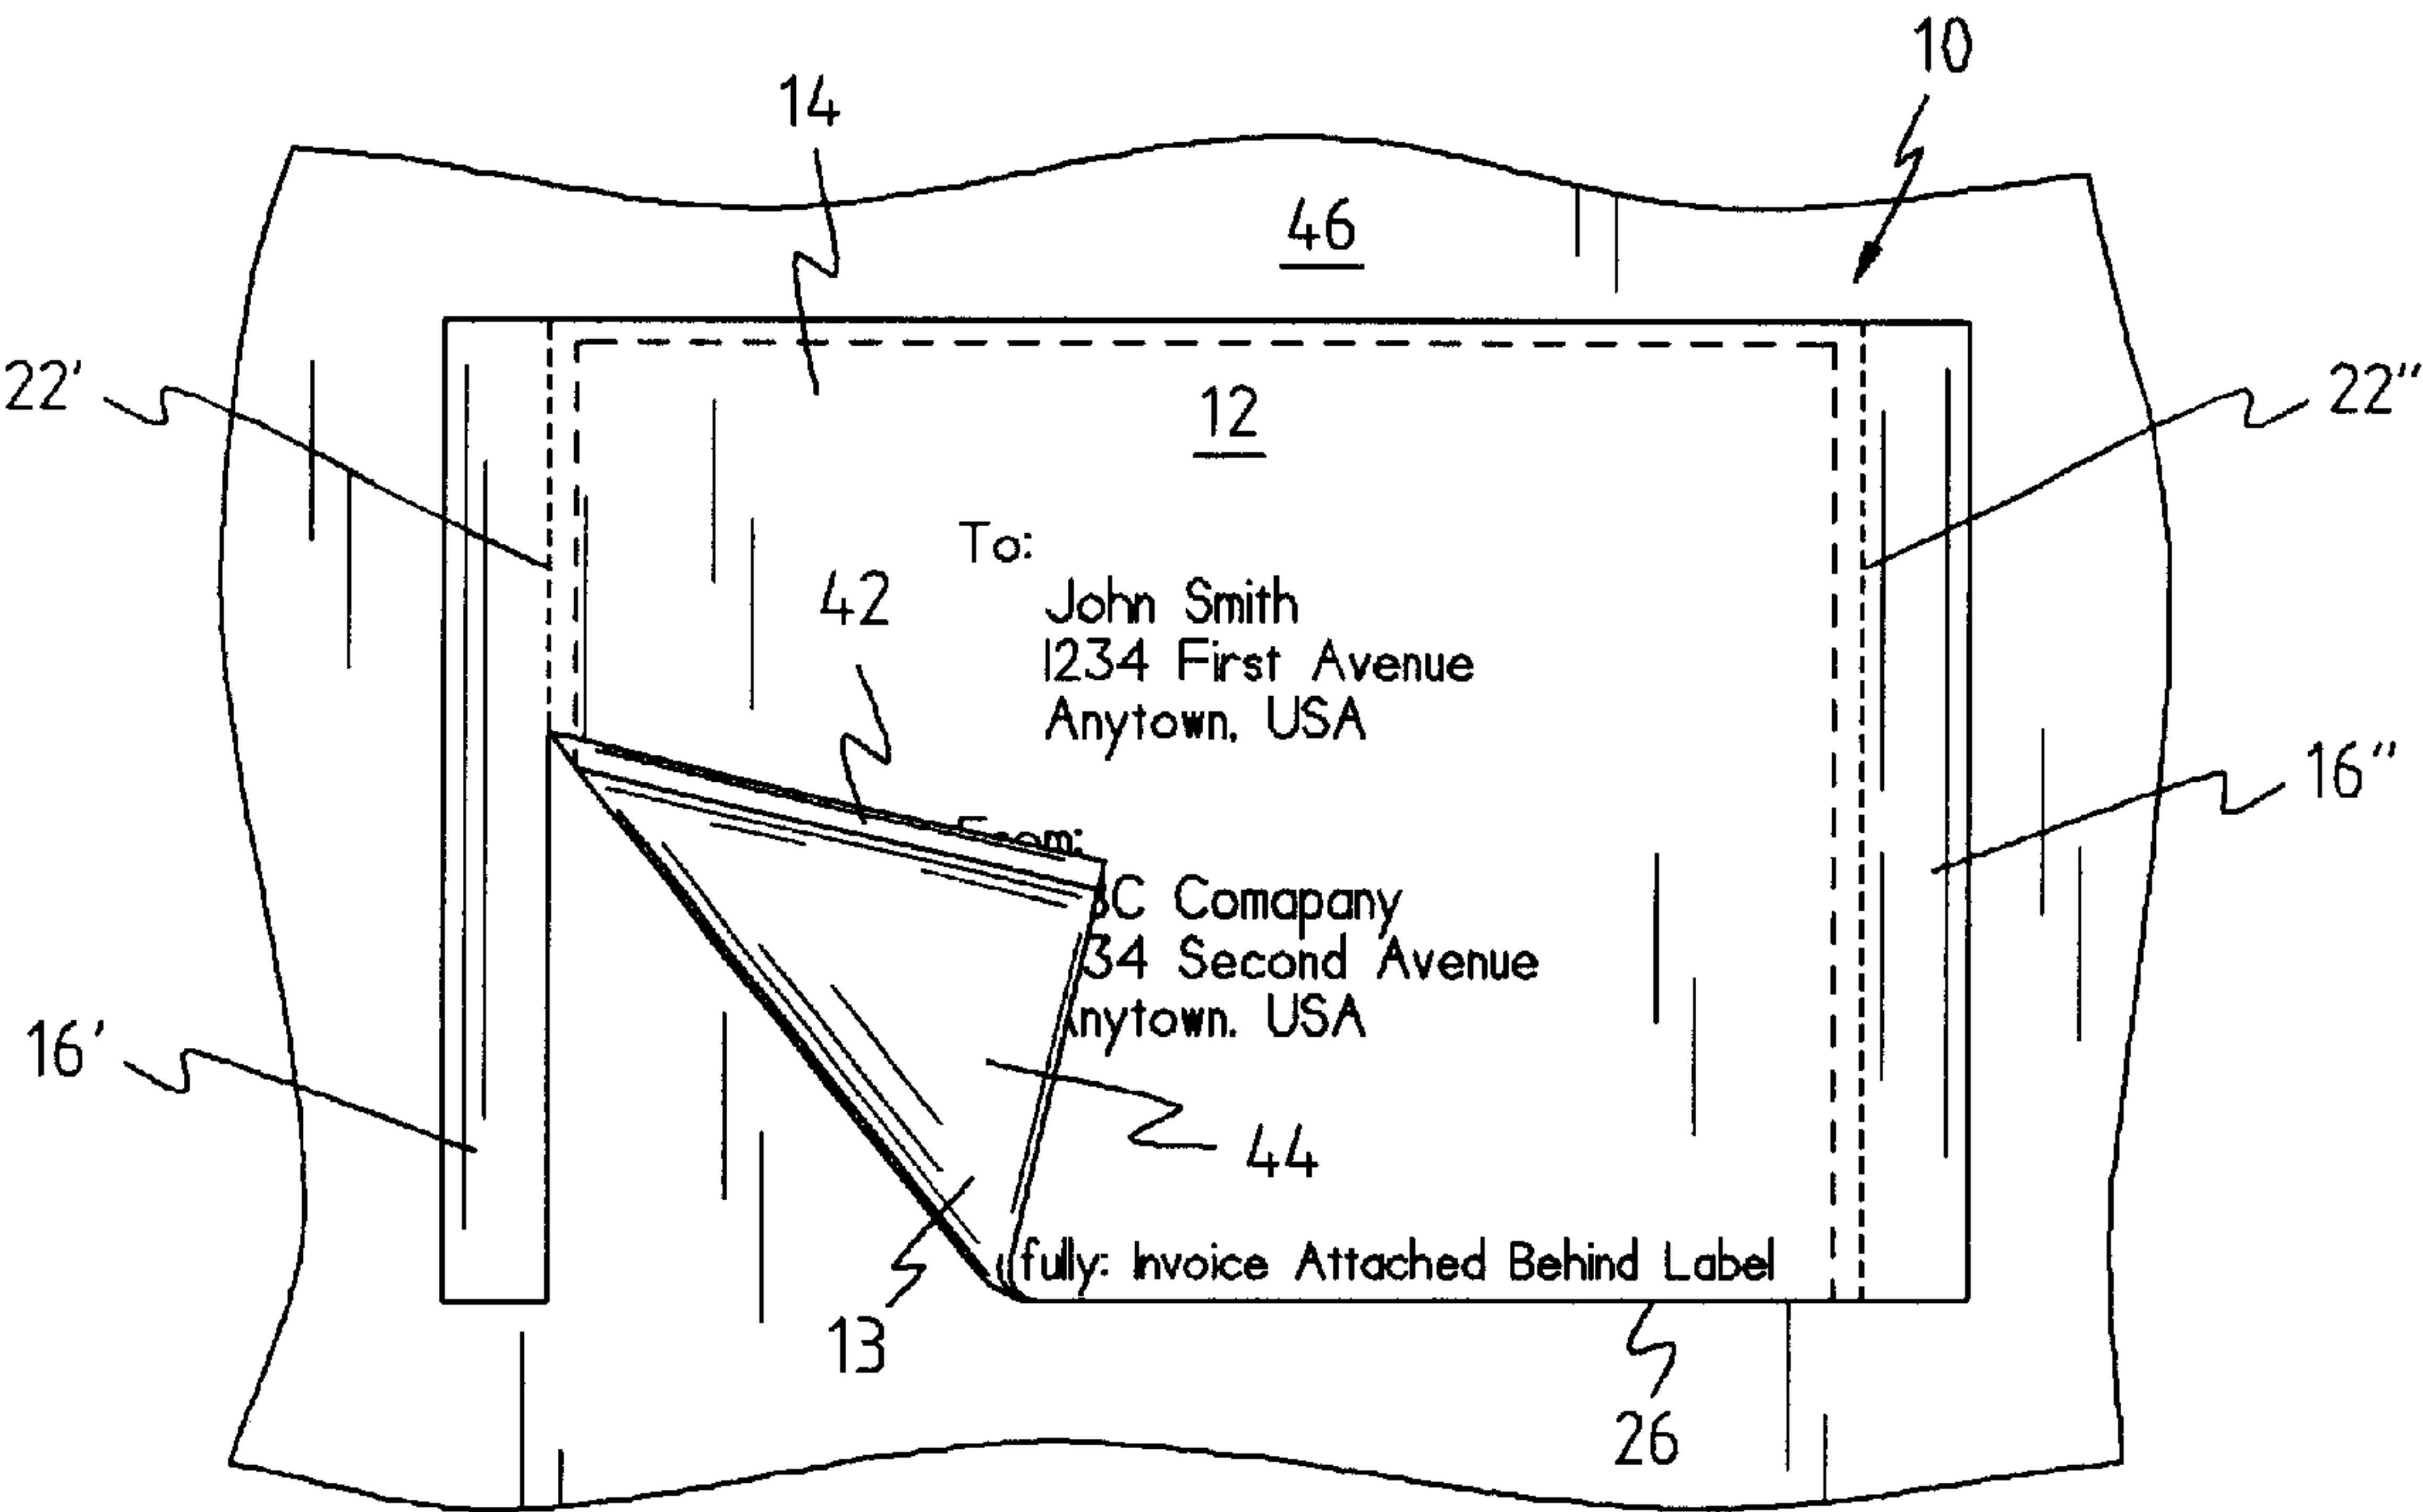 10
14
46
22' 12 22"
To:
42 John Smith
1234 First Avenue
Anytown, USA
16"
C Comapany
34 Second Avenue
nytown. USA
16'
44
fully: Invoice Attached Behind Label
13
26